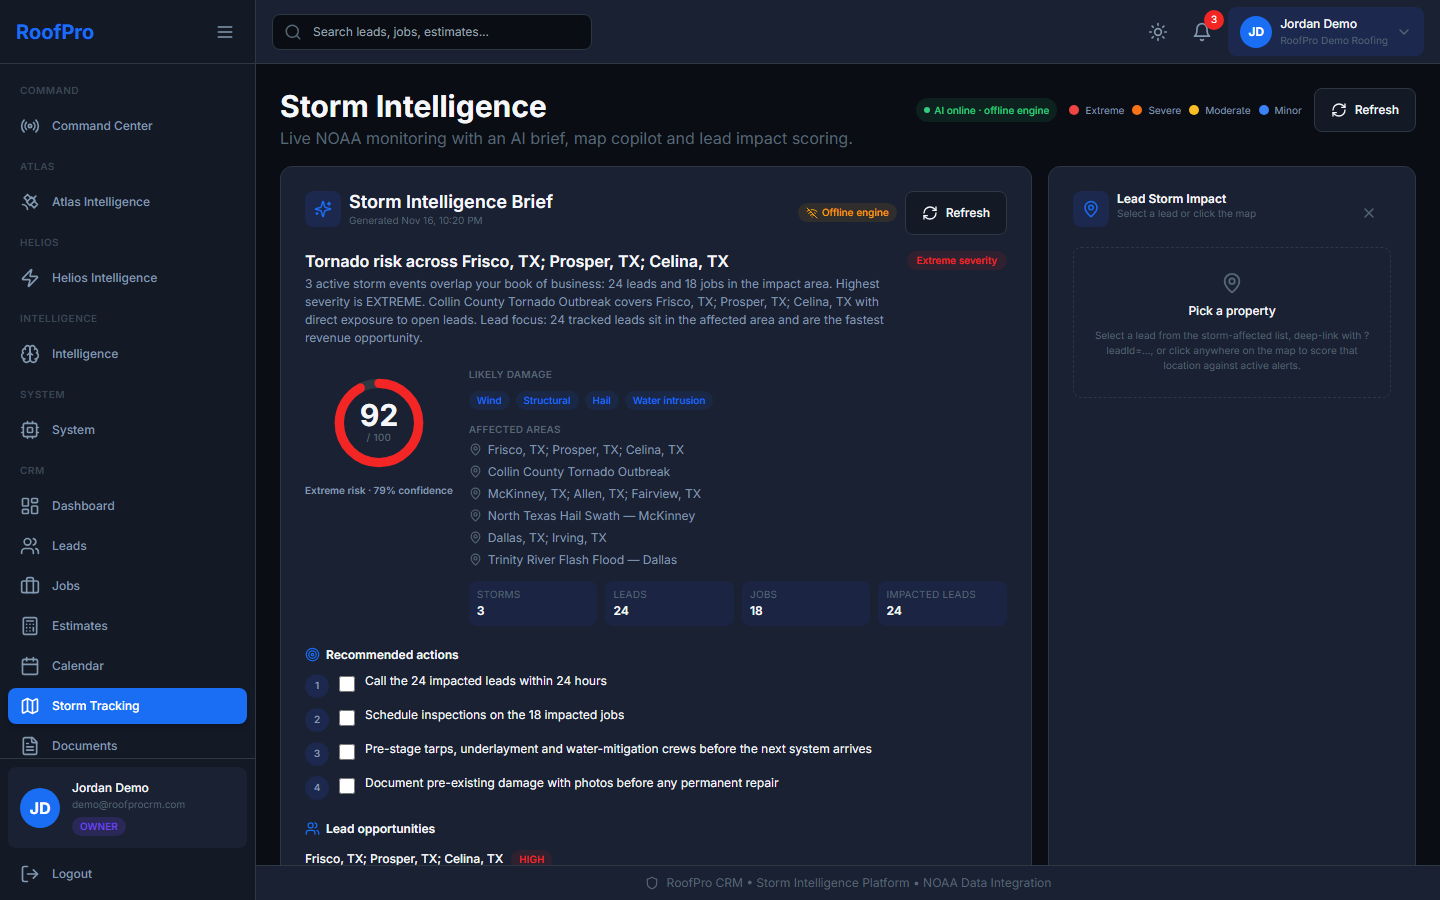 RoofPro
COMMAND
Command Center
ATLAS
Atlas Intelligence
HELIOS
Helios Intelligence
INTELLIGENCE
Intelligence
SYSTEM
System
CRM
Dashboard
Leads
Jobs
Estimates
Calendar
Storm Tracking
Documents
JD
Jordan Demo
demo@roofprocrm.com
OWNER
Logout
Search leads, jobs, estimates...
3
JD
Jordan Demo
RoofPro Demo Roofing
Storm Intelligence
Live NOAA monitoring with an AI brief, map copilot and lead impact scoring.
AI online · offline engine
Extreme
Severe
Moderate
Minor
Refresh
Storm Intelligence Brief
Generated Nov 16, 10:20 PM
Offline engine
Refresh
Tornado risk across Frisco, TX; Prosper, TX; Celina, TX
Extreme severity
3 active storm events overlap your book of business: 24 leads and 18 jobs in the impact area. Highest
severity is EXTREME. Collin County Tornado Outbreak covers Frisco, TX; Prosper, TX; Celina, TX with
direct exposure to open leads. Lead focus: 24 tracked leads sit in the affected area and are the fastest
revenue opportunity.
92
/ 100
Extreme risk · 79% confidence
LIKELY DAMAGE
Wind
Structural
Hail
Water intrusion
AFFECTED AREAS
Frisco, TX; Prosper, TX; Celina, TX
Collin County Tornado Outbreak
McKinney, TX; Allen, TX; Fairview, TX
North Texas Hail Swath — McKinney
Dallas, TX; Irving, TX
Trinity River Flash Flood — Dallas
STORMS
3
LEADS
24
JOBS
18
IMPACTED LEADS
24
Recommended actions
1 Call the 24 impacted leads within 24 hours
2 Schedule inspections on the 18 impacted jobs
3 Pre-stage tarps, underlayment and water-mitigation crews before the next system arrives
4 Document pre-existing damage with photos before any permanent repair
Lead opportunities
Frisco, TX; Prosper, TX; Celina, TX HIGH
Lead Storm Impact
Select a lead or click the map
Pick a property
Select a lead from the storm-affected list, deep-link with ?
leadId=..., or click anywhere on the map to score that
location against active alerts.
RoofPro CRM • Storm Intelligence Platform • NOAA Data Integration